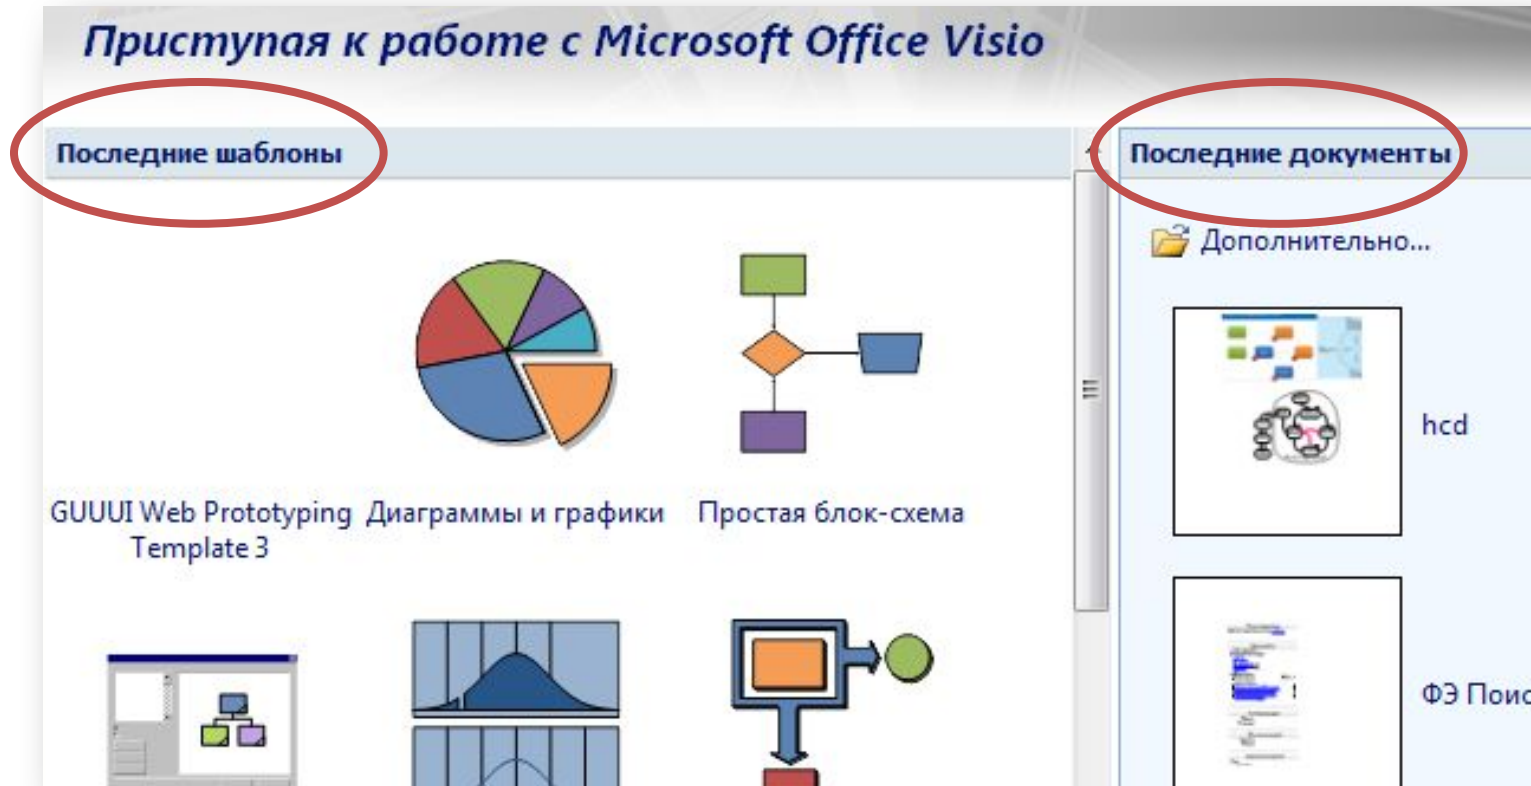 Приступая к работе с Microsoft Office Visio
Последние шаблоны
Последние документы
Дополнительно...
hcd
GUUUI Web Prototyping
Template 3
Диаграммы и графики
Простая блок-схема
ФЭ